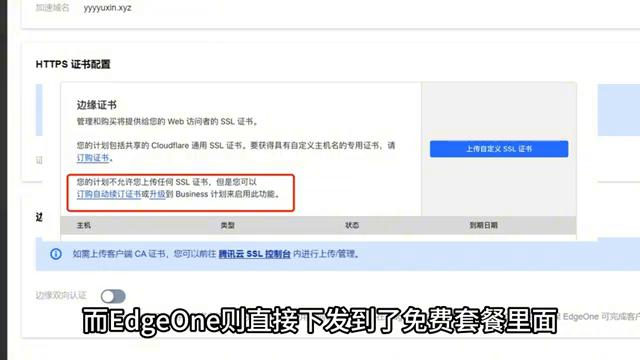 加速域名 yyyyuxin.xyz
HTTPS 证书配置
边缘证书
管理和购买将提供给您的 Web 访问者的 SSL 证书。
您的计划包括共享的 Cloudflare 通用 SSL 证书。要获得具有自定义主机名的专用证书，请
订购证书。
上传自定义 SSL 证书
您的计划不允许您上传任何 SSL 证书，但是您可以
订购自动续订证书或升级到 Business 计划来启用此功能。
主机 类型 状态 到期日期
如需上传客户端 CA 证书，您可以前往 腾讯云 SSL 控制台 内进行上传/管理。
边缘双向认证
EdgeOne 可完成客户
而EdgeOne则直接下发到了免费套餐里面